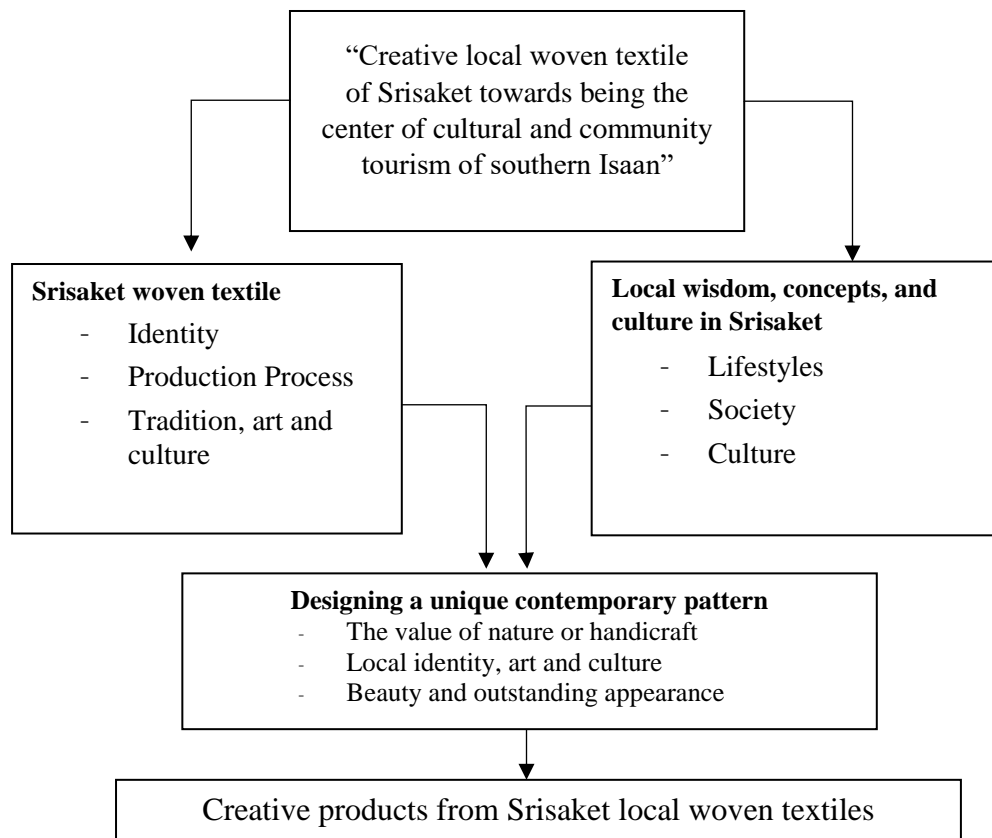 “Creative local woven textile
of Srisaket towards being the
center of cultural and community
tourism of southern Isaan”
Srisaket woven textile
- Identity
- Production Process
- Tradition, art and
culture
Local wisdom, concepts, and
culture in Srisaket
- Lifestyles
- Society
- Culture
Designing a unique contemporary pattern
- The value of nature or handicraft
- Local identity, art and culture
- Beauty and outstanding appearance
Creative products from Srisaket local woven textiles